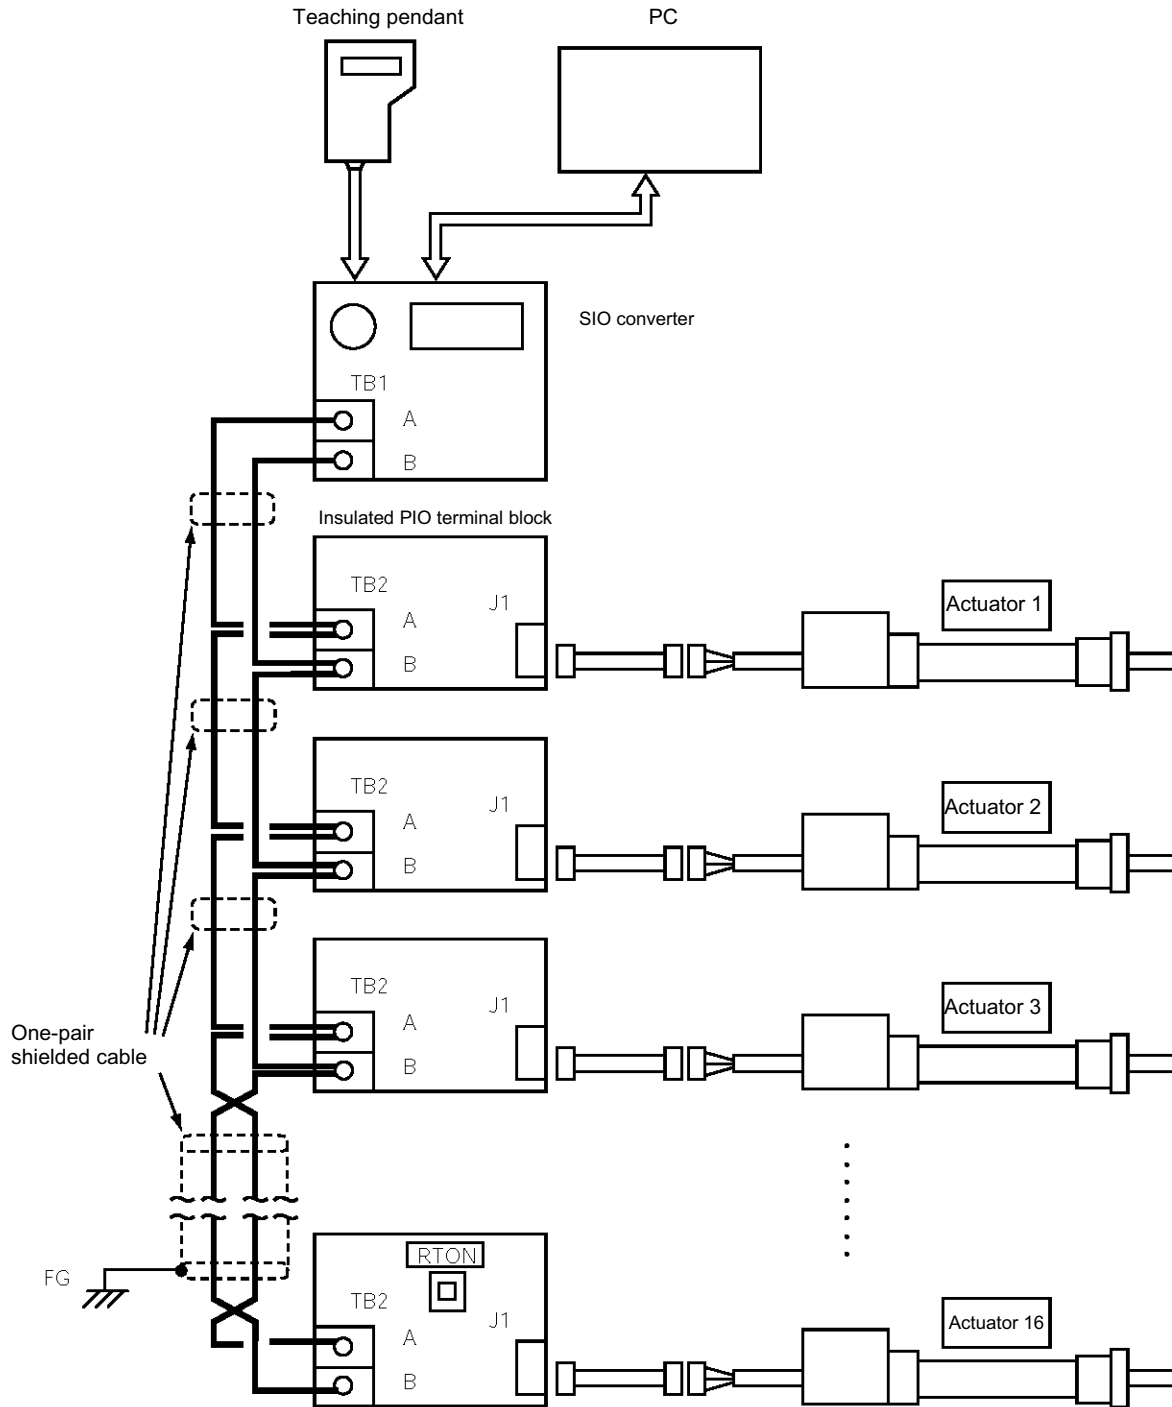 Teaching pendant
PC
SIO converter
TB1
A
B
Insulated PIO terminal block
TB2
A
B
J1
Actuator 1
TB2
A
B
J1
Actuator 2
TB2
A
B
J1
Actuator 3
One-pair
shielded cable
FG
RTON
TB2
A
B
J1
Actuator 16